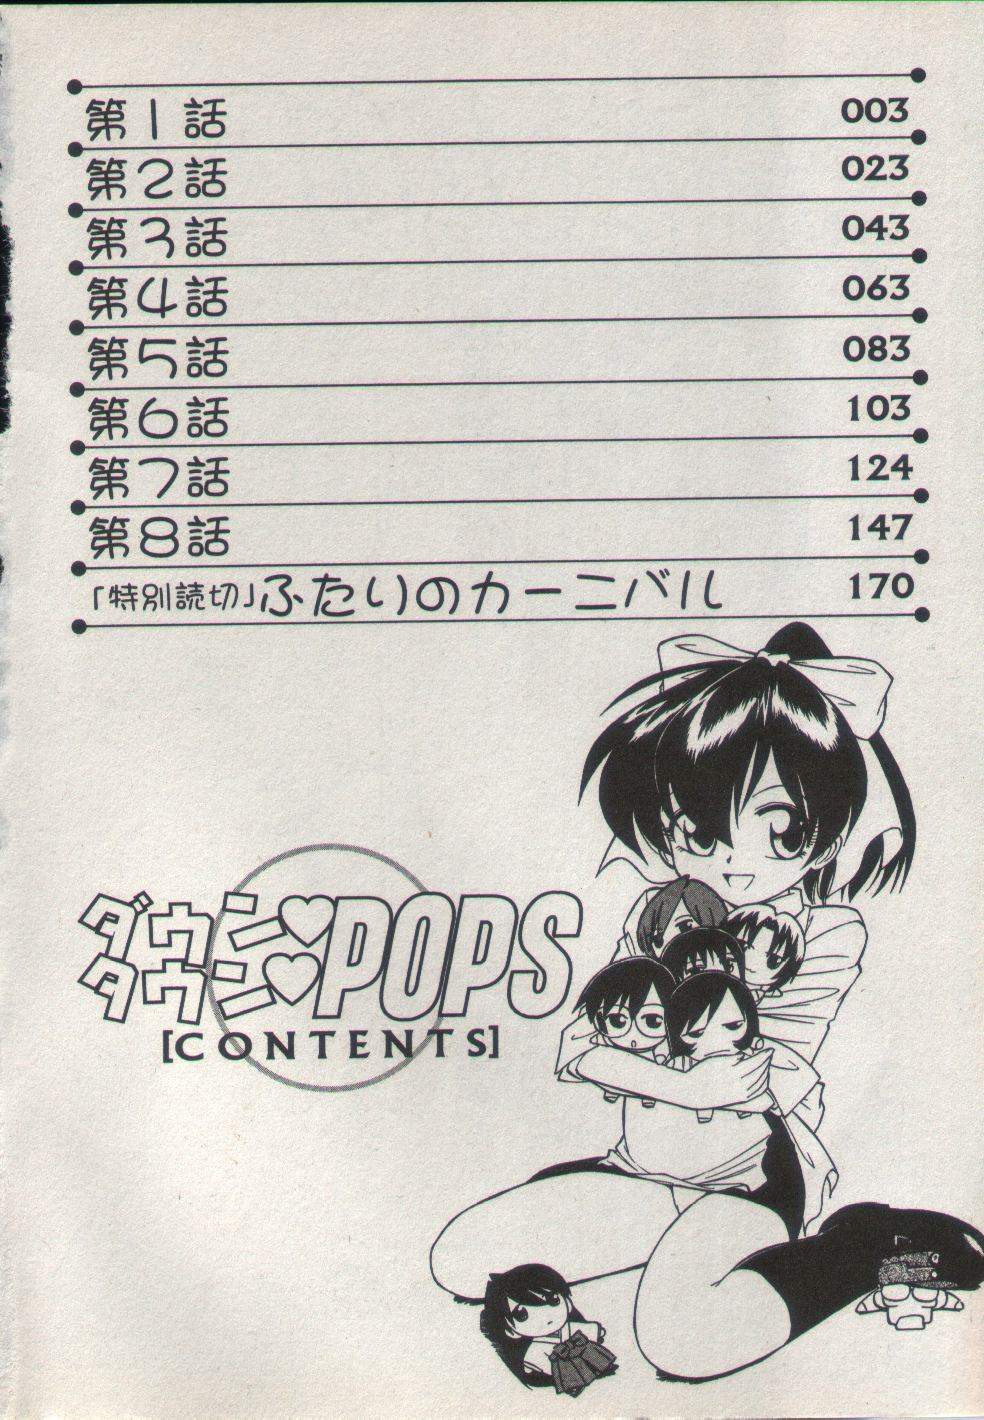 第1話 003
第2話 023
第3話 043
第4話 063
第5話 083
第6話 103
第7話 124
第8話 147
「特別読切」ふたりのカーニバル 170
ダウン♥タウン♥POPS
[CONTENTS]